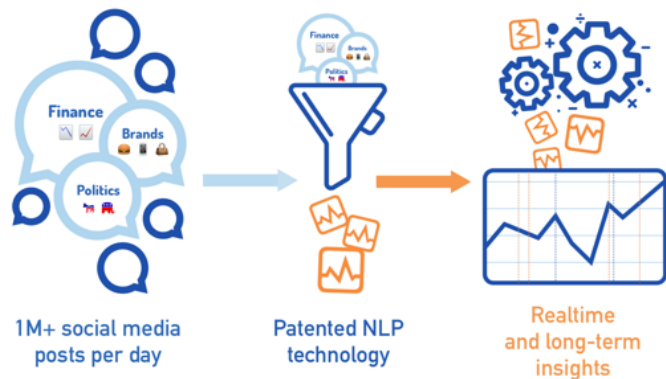 Finance
Brands
Politics
Finance
Brands
Politics
1M+ social media
posts per day
Patented NLP
technology
Realtime
and long-term
insights